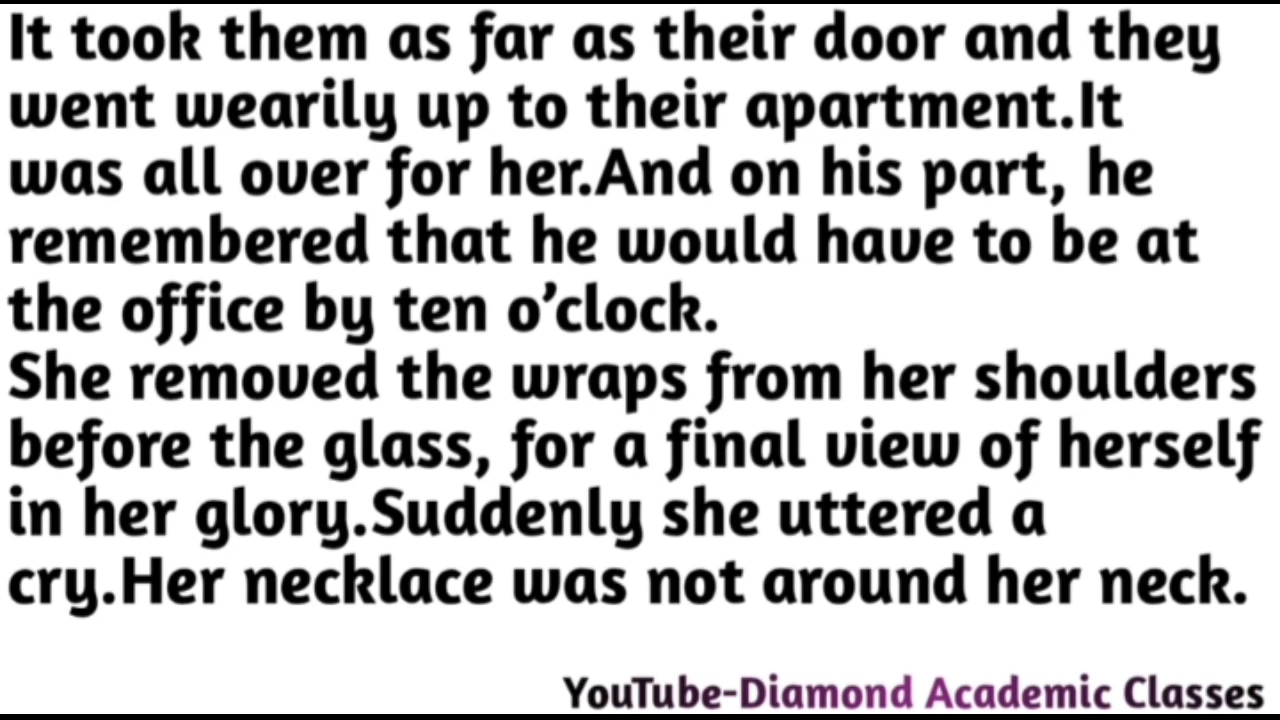 It took them as far as their door and they
went wearily up to their apartment.It
was all over for her.And on his part, he
remembered that he would have to be at
the office by ten o’clock.
She removed the wraps from her shoulders
before the glass, for a final view of herself
in her glory.Suddenly she uttered a
cry.Her necklace was not around her neck.
YouTube-Diamond Academic Classes